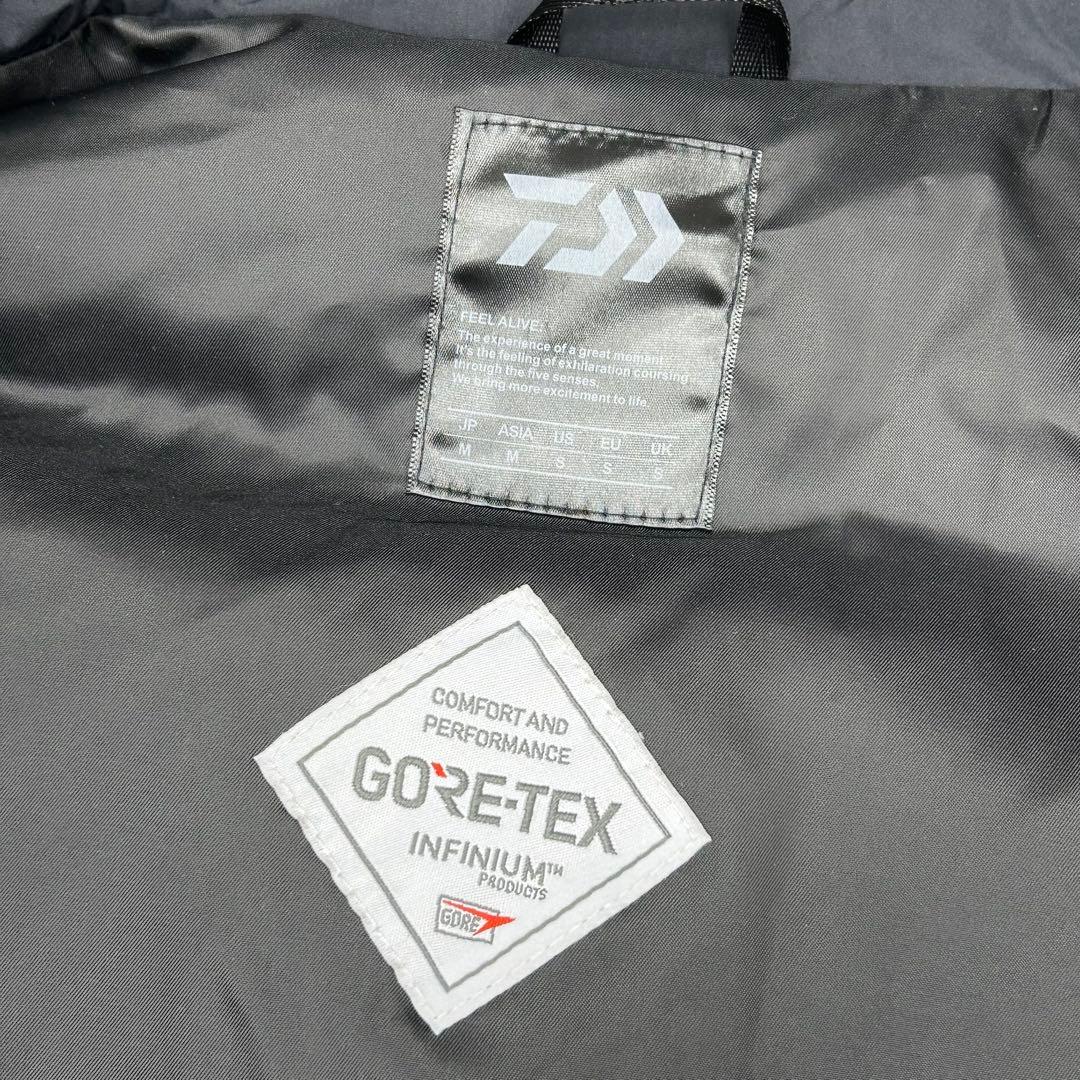 FEEL ALIVE.
The experience of a great moment.
It's the feeling of exhilaration coursing
through the five senses.
We bring more excitement to life.
JP ASIA US EU UK
M M S S S
COMFORT AND
PERFORMANCE
GORE-TEX
INFINIUM™
PRODUCTS
GORE